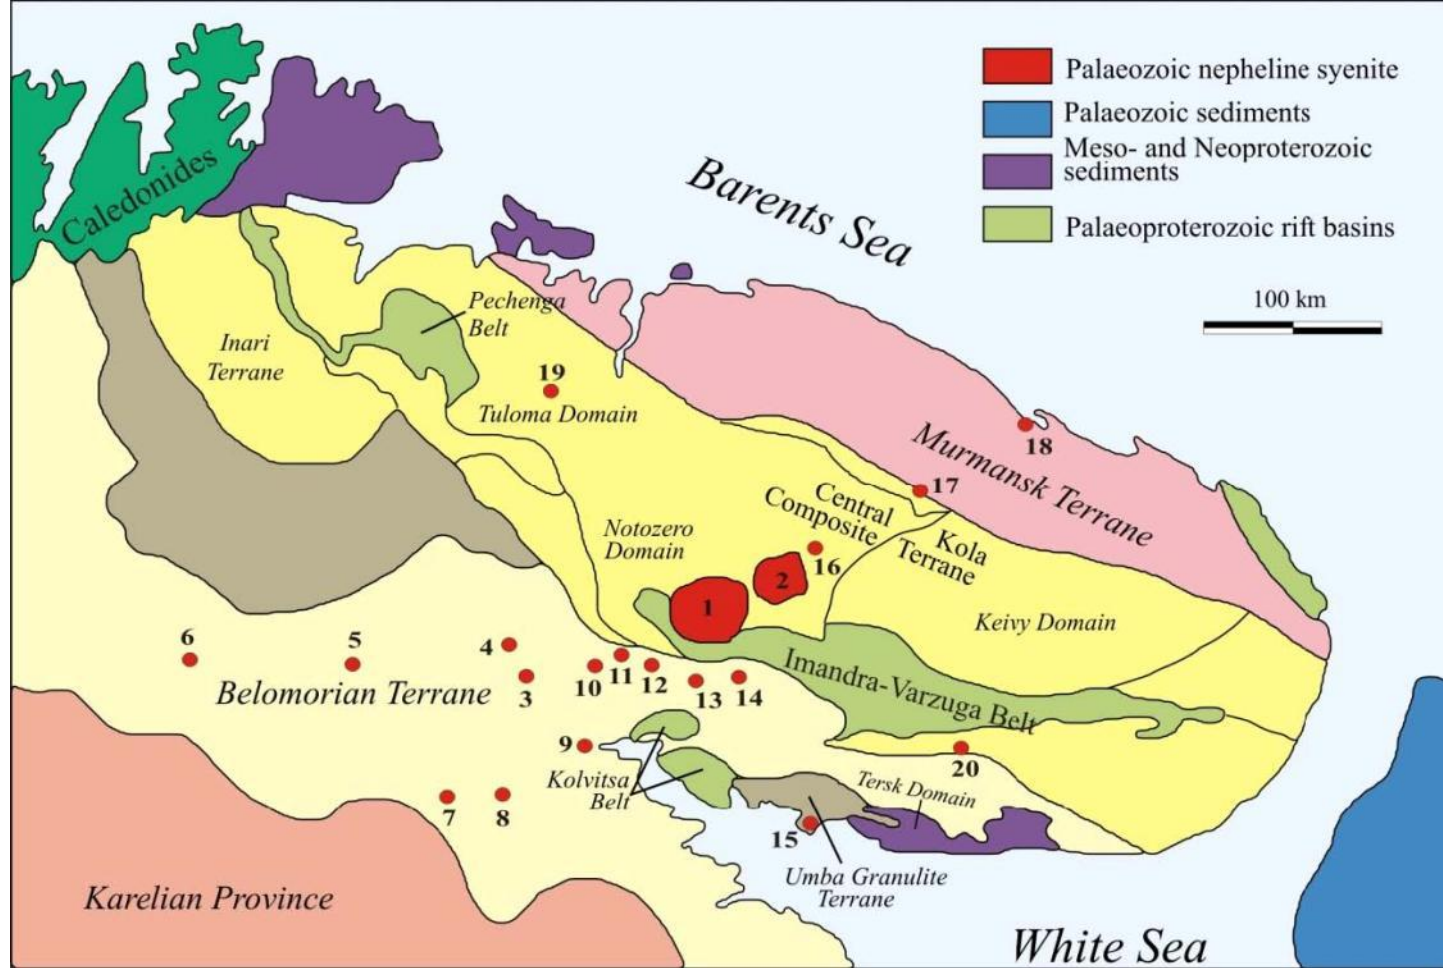 Palaeozoic nepheline syenite
Palaeozoic sediments
Meso- and Neoproterozoic
sediments
Palaeoproterozoic rift basins
100 km
Barents Sea
Caledonides
Pechenga
Belt
Inari
Terrane
19
Tuloma Domain
18
Murmansk Terrane
17
Central
Composite
Kola
Terrane
16
Notozero
Domain
2
1
Keivy Domain
6
5
4
3
10
11
12
13
14
Belomorian Terrane
Imandra-Varzuga Belt
9
Kolvitsa
Belt
20
Tersk Domain
7
8
15
Umba Granulite
Terrane
Karelian Province
White Sea